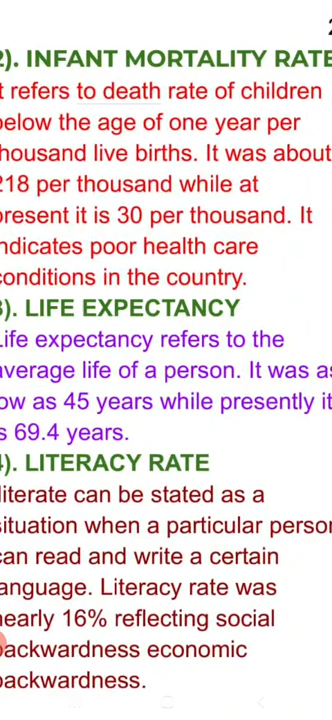 2). INFANT MORTALITY RATE
t refers to death rate of children
below the age of one year per
housand live births. It was about
218 per thousand while at
present it is 30 per thousand. It
ndicates poor health care
conditions in the country.
3). LIFE EXPECTANCY
Life expectancy refers to the
average life of a person. It was as
ow as 45 years while presently it
s 69.4 years.
4). LITERACY RATE
literate can be stated as a
situation when a particular person
can read and write a certain
anguage. Literacy rate was
nearly 16% reflecting social
backwardness economic
backwardness.